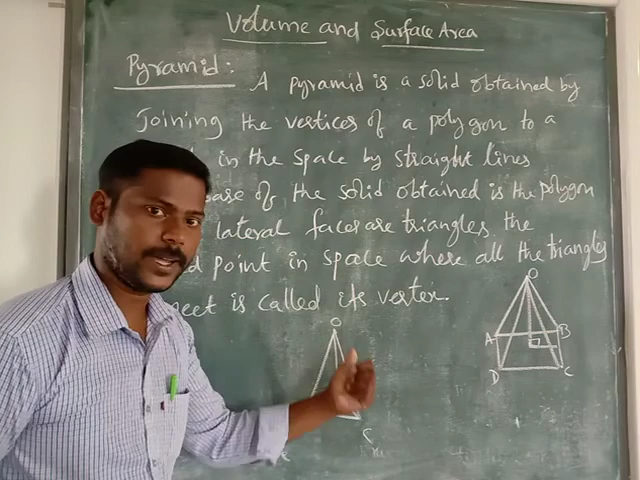 Volume and Surface Area
Pyramid: A pyramid is a solid obtained by
Joining the vertices of a polygon to a
in the space by straight lines
of the solid obtained is the polygon
lateral faces are triangles, the
point in space where all the triangles
meet is called its vertex.
O
O
A B
D C
C